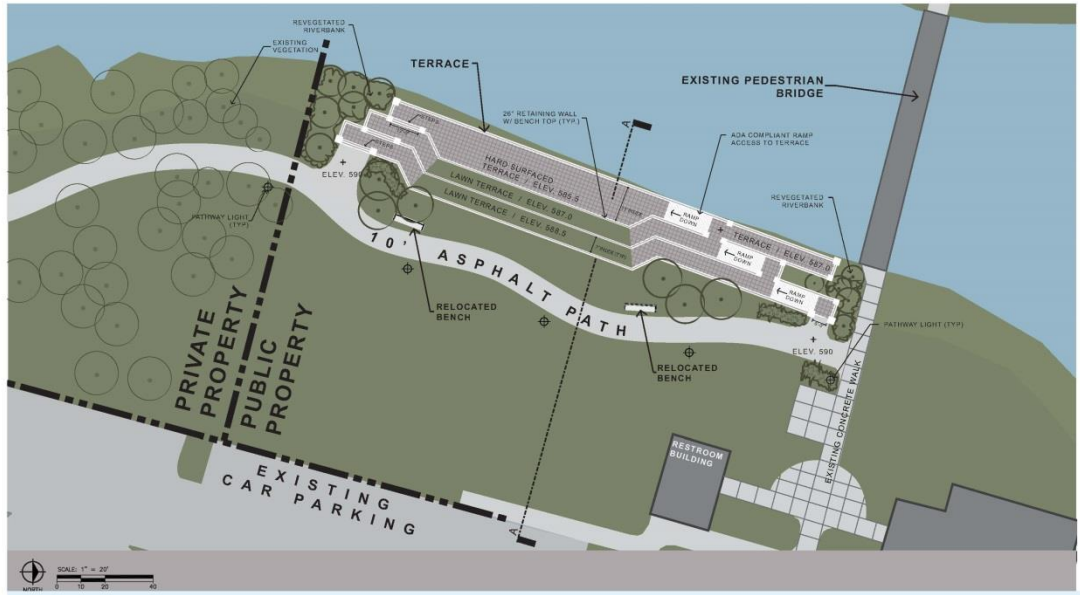 REVEGETATED
RIVERBANK
EXISTING
VEGETATION
TERRACE
EXISTING PEDESTRIAN
BRIDGE
26" RETAINING WALL
W/ BENCH TOP (TYP.)
A
ADA COMPLIANT RAMP
ACCESS TO TERRACE
HARD SURFACED
TERRACE / ELEV. 585.5
LAWN TERRACE / ELEV. 587.0
LAWN TERRACE / ELEV. 588.5
ELEV. 590
RAMP
DOWN
TERRACE / ELEV. 587.0
RAMP
DOWN
RAMP
DOWN
REVEGETATED
RIVERBANK
PATHWAY LIGHT
(TYP)
10' ASPHALT PATH
RELOCATED
BENCH
RELOCATED
BENCH
PATHWAY LIGHT (TYP)
ELEV. 590
PRIVATE
PROPERTY
PUBLIC
PROPERTY
EXISTING CONCRETE WALK
RESTROOM
BUILDING
EXISTING
CAR PARKING
A
NORTH
SCALE: 1" = 20'
0 10 20 40